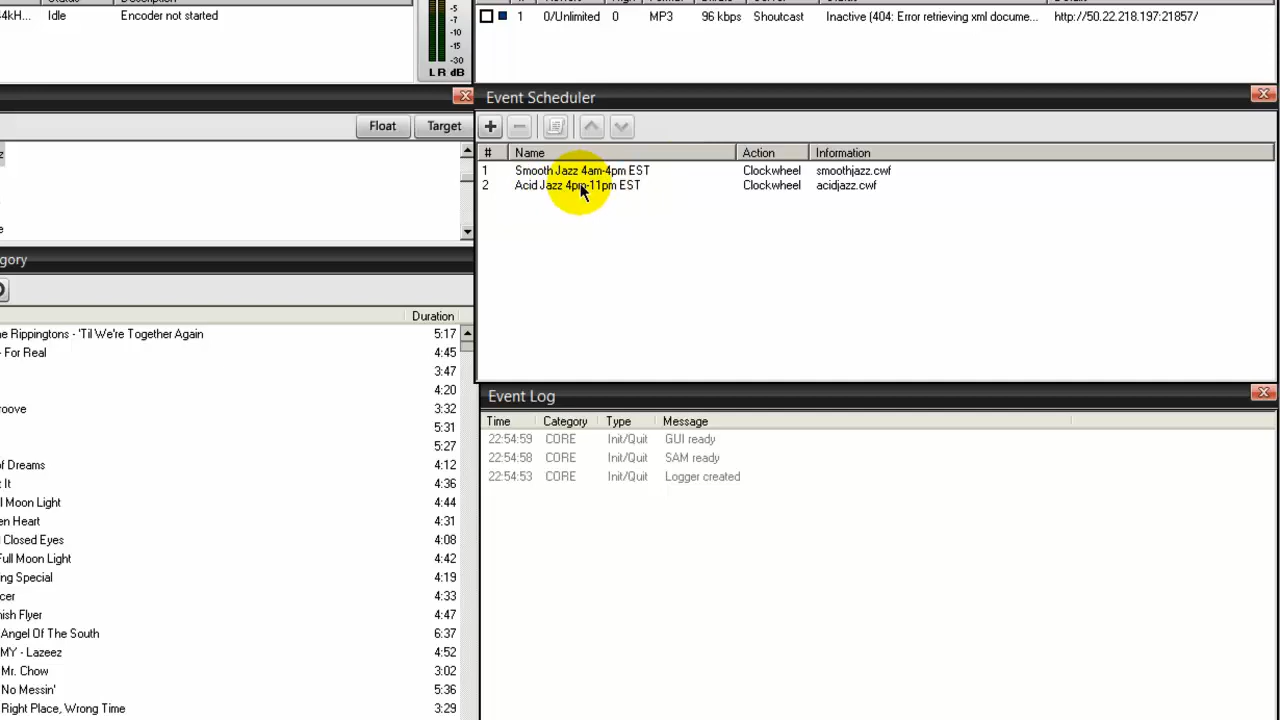 Idle Encoder not started
-5
-7
-10
-15
-30
L R dB
1 0/Unlimited 0 MP3 96 kbps Shoutcast Inactive (404: Error retrieving xml docume... http://50.22.218.197:21857/
Float Target
Event Scheduler
# Name Action Information
1 Smooth Jazz 4am-4pm EST Clockwheel smoothjazz.cwf
2 Acid Jazz 4pm-11pm EST Clockwheel acidjazz.cwf
gory
Duration
e Rippingtons - 'Til We're Together Again 5:17
- For Real 4:45
3:47
4:20
oove 3:32
5:31
5:27
of Dreams 4:12
It 4:36
l Moon Light 4:44
en Heart 4:31
l Closed Eyes 4:08
Full Moon Light 4:42
ng Special 4:19
cer 4:33
ish Flyer 4:47
Angel Of The South 6:37
MY - Lazeez 4:52
Mr. Chow 3:02
No Messin' 5:36
Right Place, Wrong Time 3:29
Event Log
Time Category Type Message
22:54:59 CORE Init/Quit GUI ready
22:54:58 CORE Init/Quit SAM ready
22:54:53 CORE Init/Quit Logger created